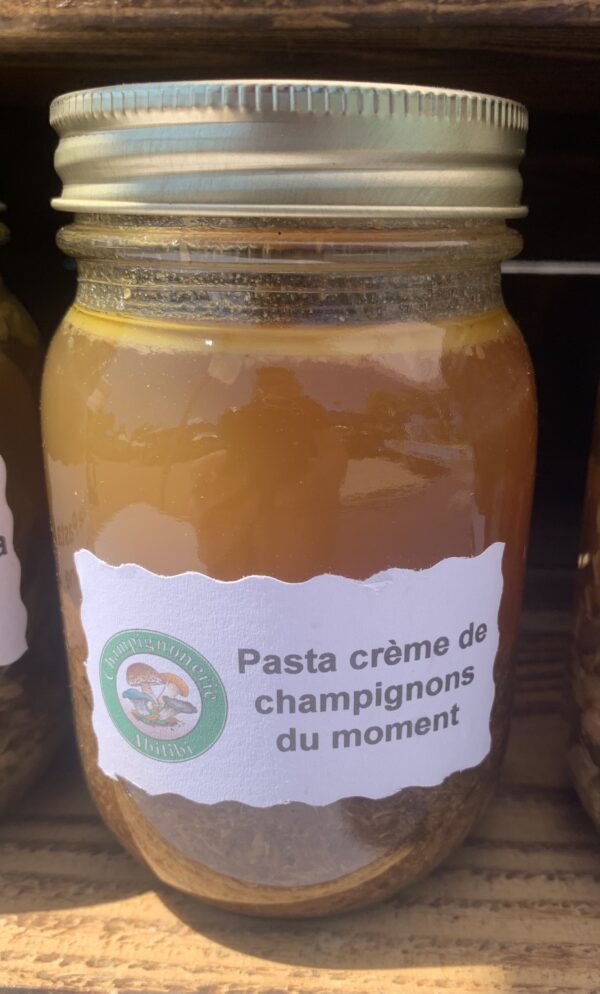 Champignonnerie
Abitibi
Pasta crème de
champignons
du moment